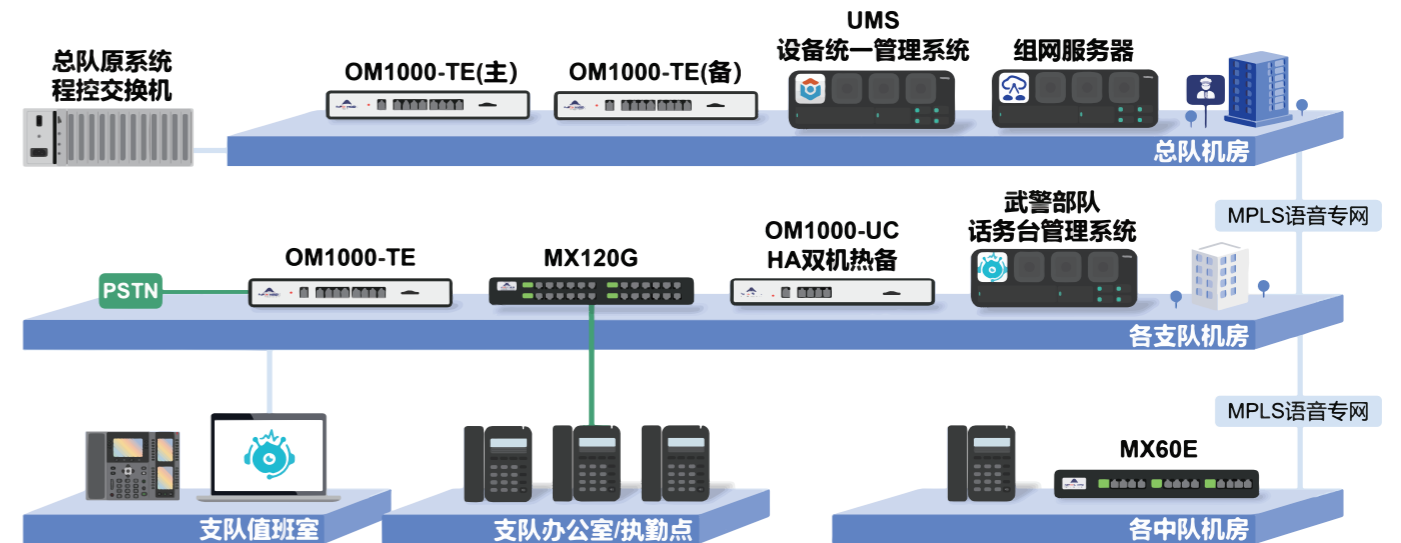 总队原系统
程控交换机
OM1000-TE(主)
OM1000-TE(备)
UMS
设备统一管理系统
组网服务器
总队机房
MPLS语音专网
PSTN
OM1000-TE
MX120G
OM1000-UC
HA双机热备
武警部队
话务台管理系统
各支队机房
MPLS语音专网
支队值班室
支队办公室/执勤点
MX60E
各中队机房